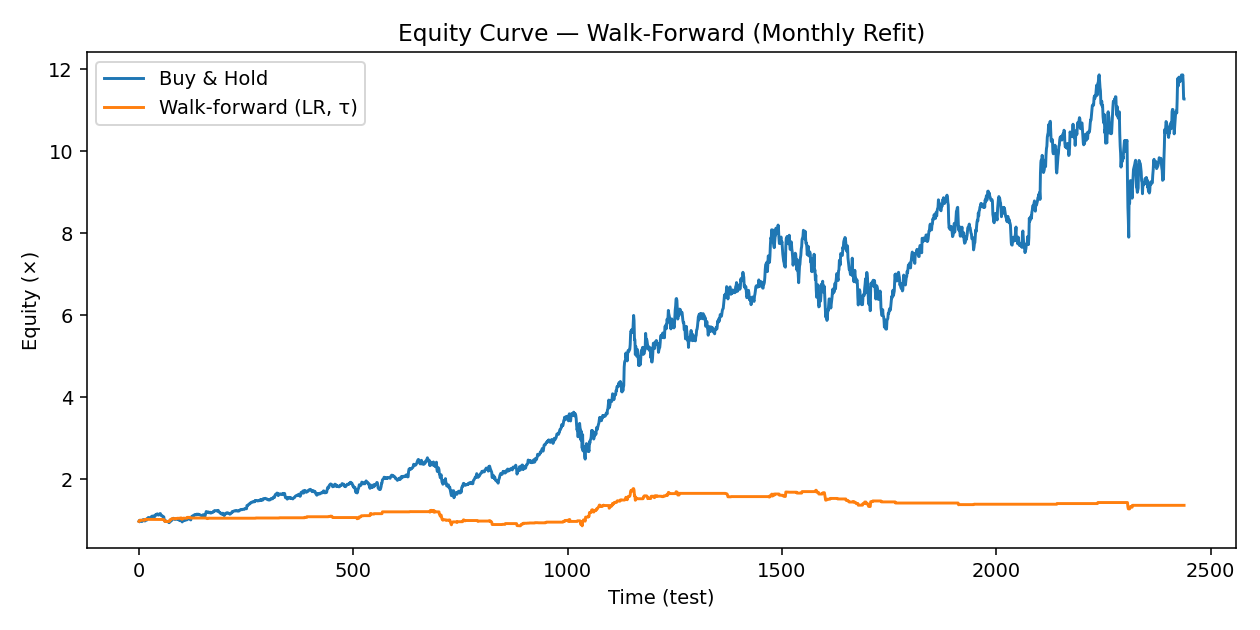 Equity Curve — Walk-Forward (Monthly Refit)
Buy & Hold
Walk-forward (LR, τ)
Equity (×)
12
10
8
6
4
2
0 500 1000 1500 2000 2500
Time (test)